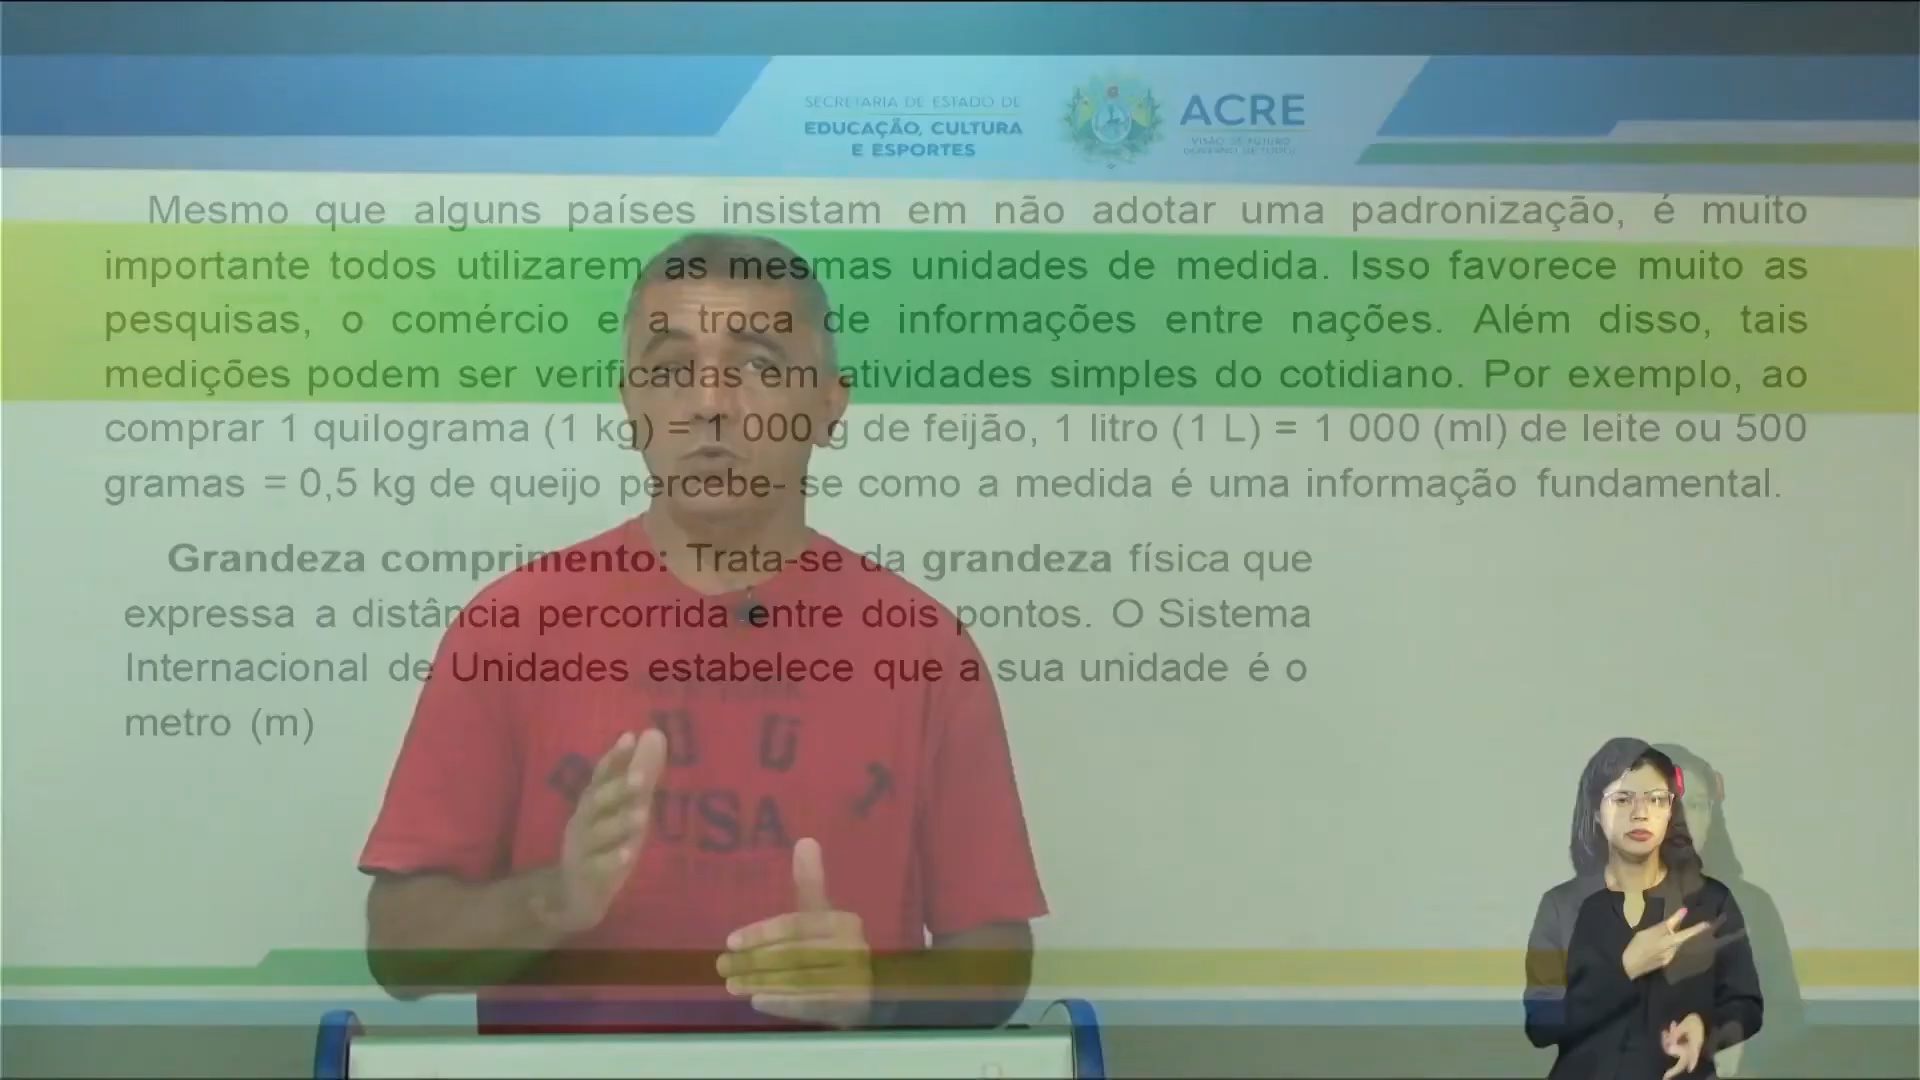 SECRETARIA DE ESTADO DE
EDUCAÇÃO, CULTURA
E ESPORTES
ACRE
Mesmo que alguns países insistam em não adotar uma padronização, é muito
importante todos utilizarem as mesmas unidades de medida. Isso favorece muito as
pesquisas, o comércio e a troca de informações entre nações. Além disso, tais
medições podem ser verificadas em atividades simples do cotidiano. Por exemplo, ao
comprar 1 quilograma (1 kg) = 1 000 g de feijão, 1 litro (1 L) = 1 000 (ml) de leite ou 500
gramas = 0,5 kg de queijo percebe- se como a medida é uma informação fundamental.
Grandeza comprimento: Trata-se da grandeza física que
expressa a distância percorrida entre dois pontos. O Sistema
Internacional de Unidades estabelece que a sua unidade é o
metro (m)
USA